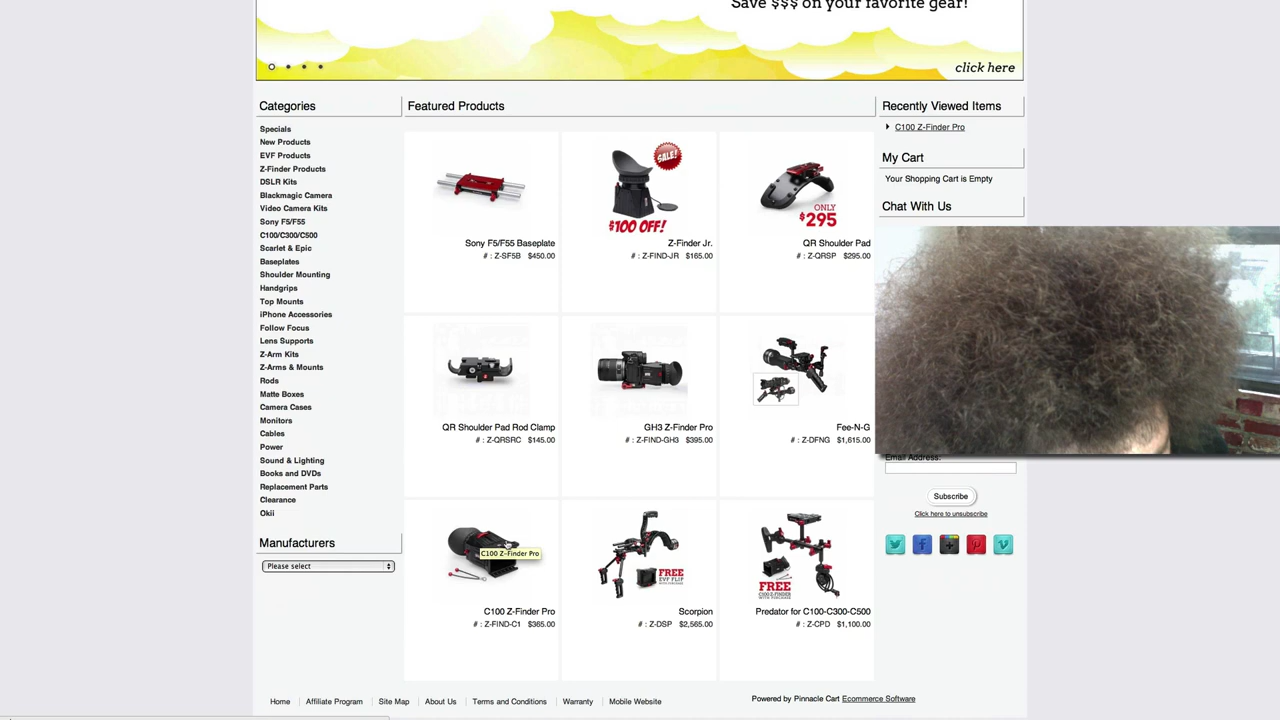 Save $$$ on your favorite gear!
click here
Categories
Specials
New Products
EVF Products
Z-Finder Products
DSLR Kits
Blackmagic Camera
Video Camera Kits
Sony F5/F55
C100/C300/C500
Scarlet & Epic
Baseplates
Shoulder Mounting
Handgrips
Top Mounts
iPhone Accessories
Follow Focus
Lens Supports
Z-Arm Kits
Z-Arms & Mounts
Rods
Matte Boxes
Camera Cases
Monitors
Cables
Power
Sound & Lighting
Books and DVDs
Replacement Parts
Clearance
Okii
Manufacturers
Please select
Featured Products
Sony F5/F55 Baseplate
# : Z-SF5B $450.00
SALE!
$100 OFF!
Z-Finder Jr.
# : Z-FIND-JR $165.00
ONLY
$295
QR Shoulder Pad
# : Z-QRSP $295.00
QR Shoulder Pad Rod Clamp
# : Z-QRSRC $145.00
GH3 Z-Finder Pro
# : Z-FIND-GH3 $395.00
Fee-N-G
# : Z-DFNG $1,615.00
C100 Z-Finder Pro
C100 Z-Finder Pro
# : Z-FIND-C1 $365.00
FREE
EVF FLIP
WITH PURCHASE
Scorpion
# : Z-DSP $2,565.00
FREE
C100 Z-FINDER
WITH PURCHASE
Predator for C100-C300-C500
# : Z-CPD $1,100.00
Recently Viewed Items
C100 Z-Finder Pro
My Cart
Your Shopping Cart is Empty
Chat With Us
Email Address:
Subscribe
Click here to unsubscribe
Home
Affiliate Program
Site Map
About Us
Terms and Conditions
Warranty
Mobile Website
Powered by Pinnacle Cart Ecommerce Software